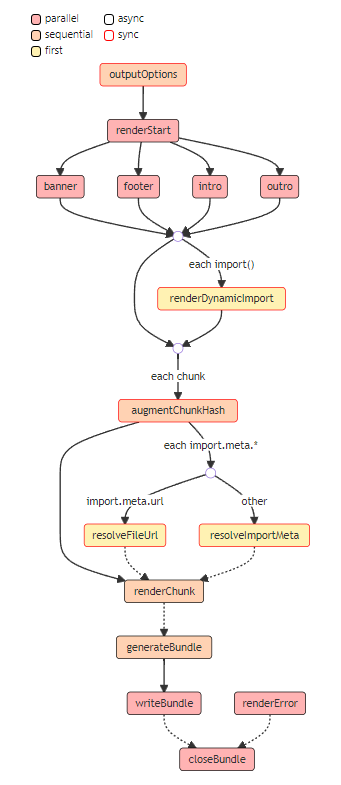 parallel
async
sequential
sync
first
outputOptions
renderStart
banner
footer
intro
outro
each import()
renderDynamicImport
each chunk
augmentChunkHash
each import.meta.*
import.meta.url
other
resolveFileUrl
resolveImportMeta
renderChunk
generateBundle
writeBundle
renderError
closeBundle